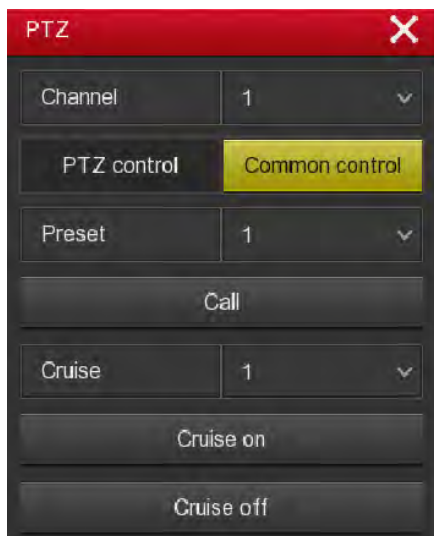 PTZ
Channel 1
PTZ control Common control
Preset 1
Call
Cruise 1
Cruise on
Cruise off